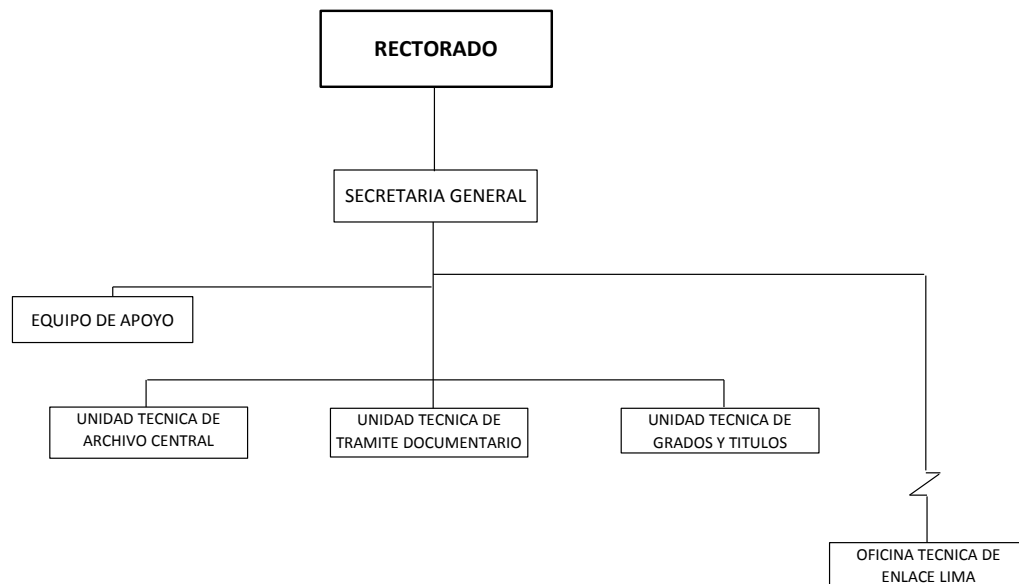 RECTORADO
SECRETARIA GENERAL
EQUIPO DE APOYO
UNIDAD TECNICA DE
ARCHIVO CENTRAL
UNIDAD TECNICA DE
TRAMITE DOCUMENTARIO
UNIDAD TECNICA DE
GRADOS Y TITULOS
OFICINA TECNICA DE
ENLACE LIMA